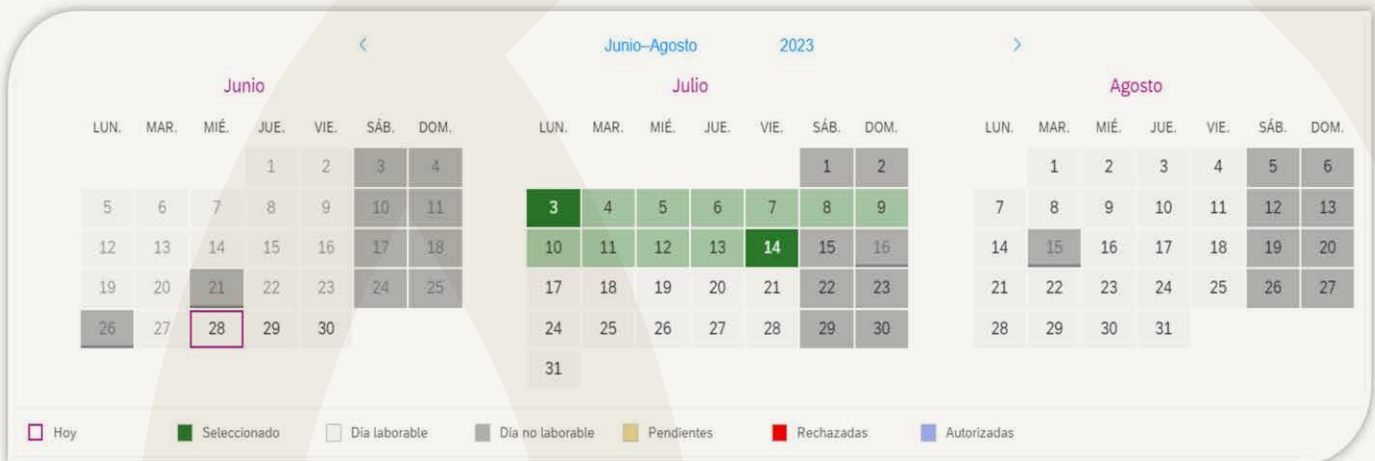 < Junio–Agosto 2023 >
Junio Julio Agosto
LUN. MAR. MIÉ. JUE. VIE. SÁB. DOM. LUN. MAR. MIÉ. JUE. VIE. SÁB. DOM. LUN. MAR. MIÉ. JUE. VIE. SÁB. DOM.
1 2 3 4 1 2 1 2 3 4 5 6
5 6 7 8 9 10 11 3 4 5 6 7 8 9 7 8 9 10 11 12 13
12 13 14 15 16 17 18 10 11 12 13 14 15 16 14 15 16 17 18 19 20
19 20 21 22 23 24 25 17 18 19 20 21 22 23 21 22 23 24 25 26 27
26 27 28 29 30 24 25 26 27 28 29 30 28 29 30 31
31
Hoy Seleccionado Día laborable Día no laborable Pendientes Rechazadas Autorizadas